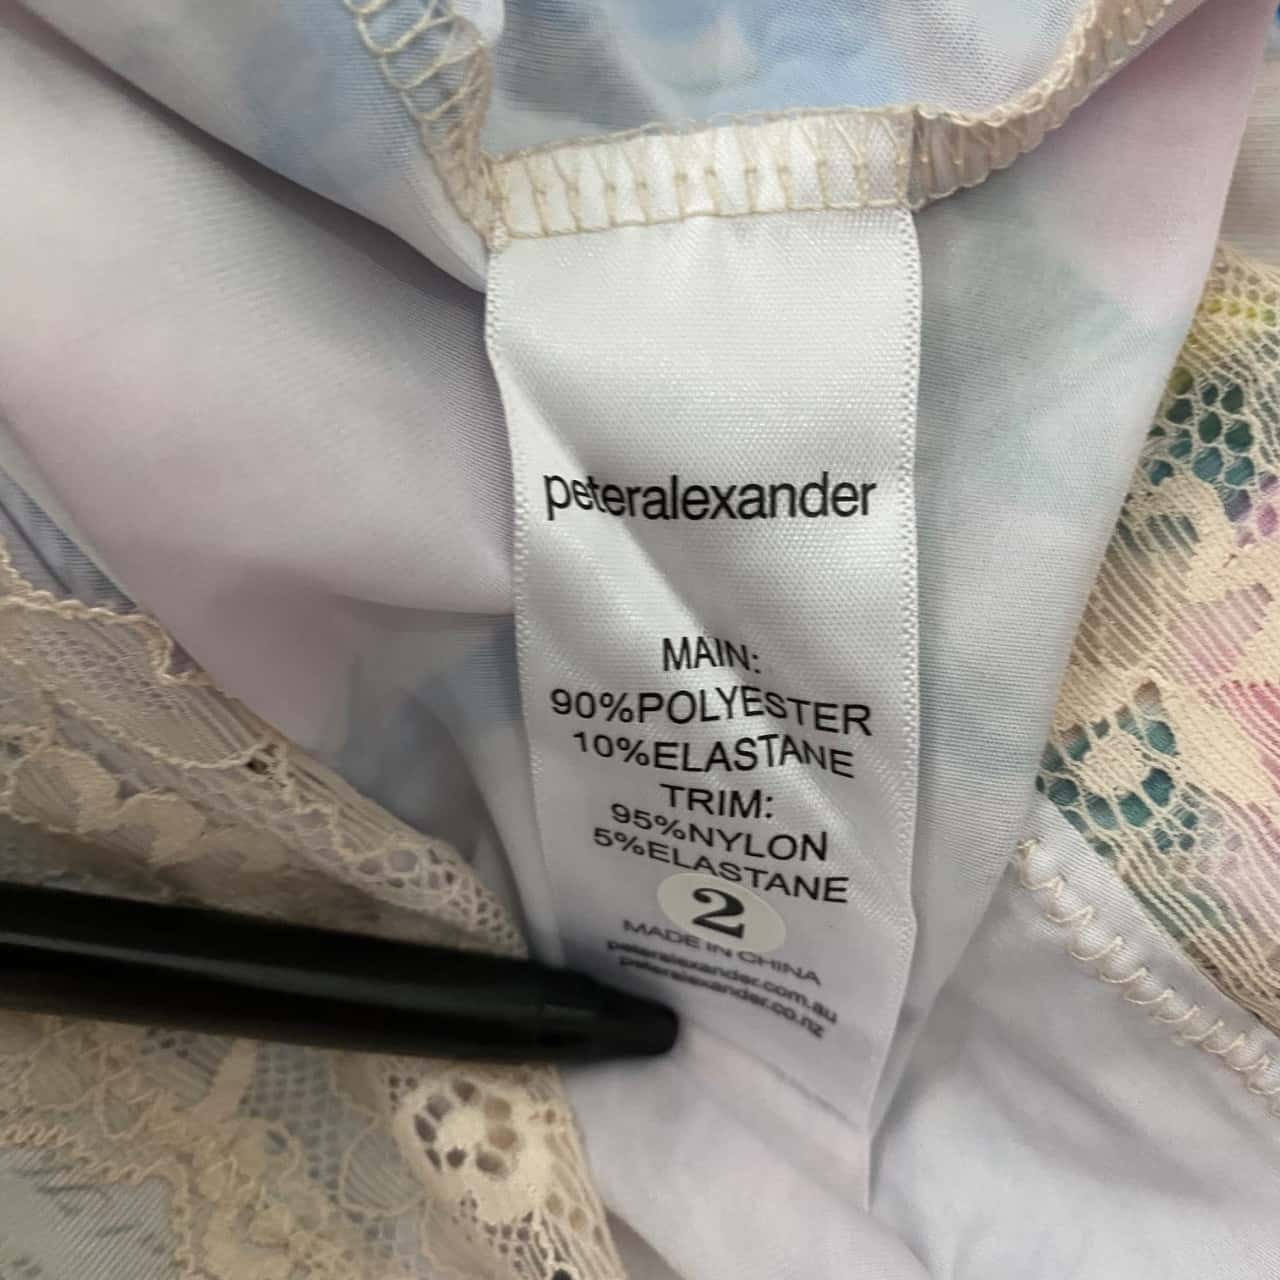 peteralexander
MAIN:
90%POLYESTER
10%ELASTANE
TRIM:
95%NYLON
5%ELASTANE
2
MADE IN CHINA
peteralexander.com.au
peteralexander.co.nz